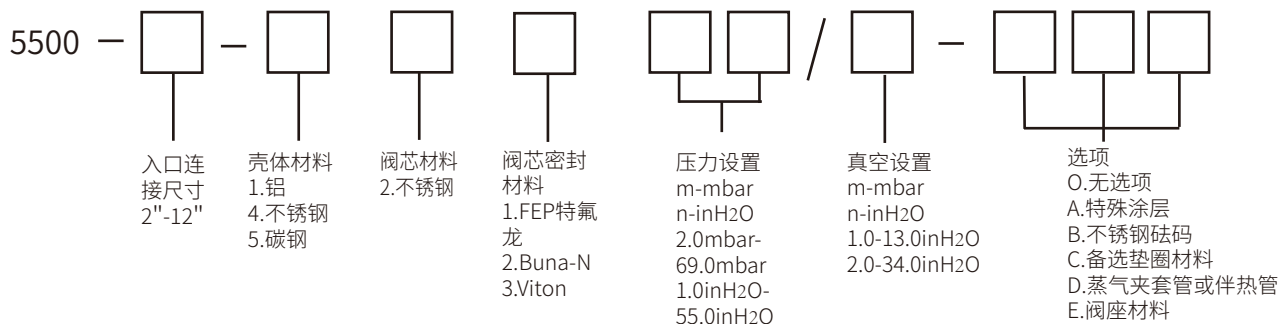 5500 — — / —
入口连
接尺寸
2"-12"
壳体材料
1.铝
4.不锈钢
5.碳钢
阀芯材料
2.不锈钢
阀芯密封
材料
1.FEP特氟
龙
2.Buna-N
3.Viton
压力设置
m-mbar
n-inH2O
2.0mbar-
69.0mbar
1.0inH2O-
55.0inH2O
真空设置
m-mbar
n-inH2O
1.0-13.0inH2O
2.0-34.0inH2O
选项
O.无选项
A.特殊涂层
B.不锈钢砝码
C.备选垫圈材料
D.蒸气夹套管或伴热管
E.阀座材料